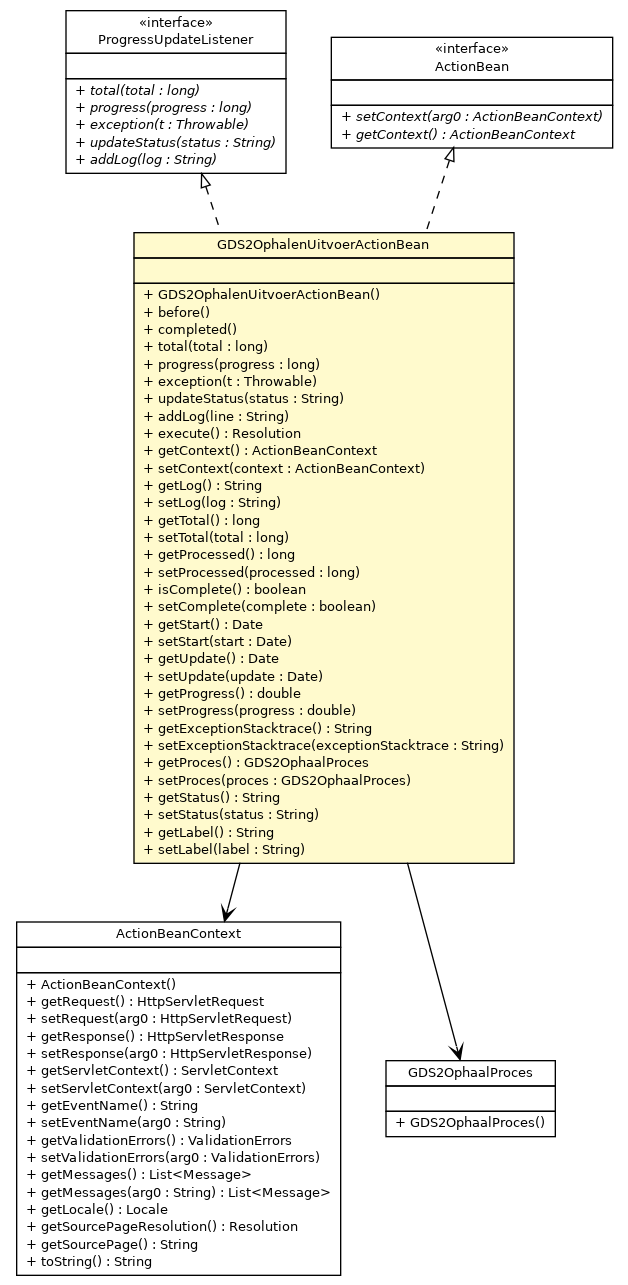 «interface»
ProgressUpdateListener
+ total(total : long)
+ progress(progress : long)
+ exception(t : Throwable)
+ updateStatus(status : String)
+ addLog(log : String)
«interface»
ActionBean
+ setContext(arg0 : ActionBeanContext)
+ getContext() : ActionBeanContext
GDS2OphalenUitvoerActionBean
+ GDS2OphalenUitvoerActionBean()
+ before()
+ completed()
+ total(total : long)
+ progress(progress : long)
+ exception(t : Throwable)
+ updateStatus(status : String)
+ addLog(line : String)
+ execute() : Resolution
+ getContext() : ActionBeanContext
+ setContext(context : ActionBeanContext)
+ getLog() : String
+ setLog(log : String)
+ getTotal() : long
+ setTotal(total : long)
+ getProcessed() : long
+ setProcessed(processed : long)
+ isComplete() : boolean
+ setComplete(complete : boolean)
+ getStart() : Date
+ setStart(start : Date)
+ getUpdate() : Date
+ setUpdate(update : Date)
+ getProgress() : double
+ setProgress(progress : double)
+ getExceptionStacktrace() : String
+ setExceptionStacktrace(exceptionStacktrace : String)
+ getProces() : GDS2OphaalProces
+ setProces(proces : GDS2OphaalProces)
+ getStatus() : String
+ setStatus(status : String)
+ getLabel() : String
+ setLabel(label : String)
ActionBeanContext
+ ActionBeanContext()
+ getRequest() : HttpServletRequest
+ setRequest(arg0 : HttpServletRequest)
+ getResponse() : HttpServletResponse
+ setResponse(arg0 : HttpServletResponse)
+ getServletContext() : ServletContext
+ setServletContext(arg0 : ServletContext)
+ getEventName() : String
+ setEventName(arg0 : String)
+ getValidationErrors() : ValidationErrors
+ setValidationErrors(arg0 : ValidationErrors)
+ getMessages() : List<Message>
+ getMessages(arg0 : String) : List<Message>
+ getLocale() : Locale
+ getSourcePageResolution() : Resolution
+ getSourcePage() : String
+ toString() : String
GDS2OphaalProces
+ GDS2OphaalProces()